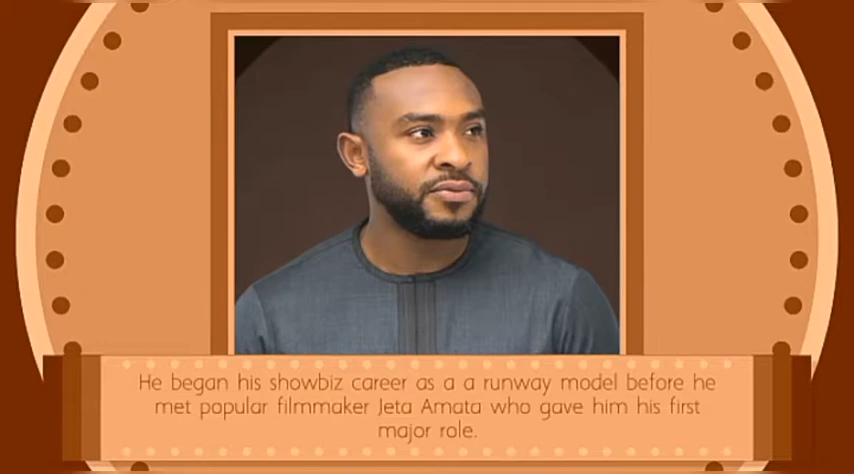 He began his showbiz career as a a runway model before he
met popular filmmaker Jeta Amata who gave him his first
major role.